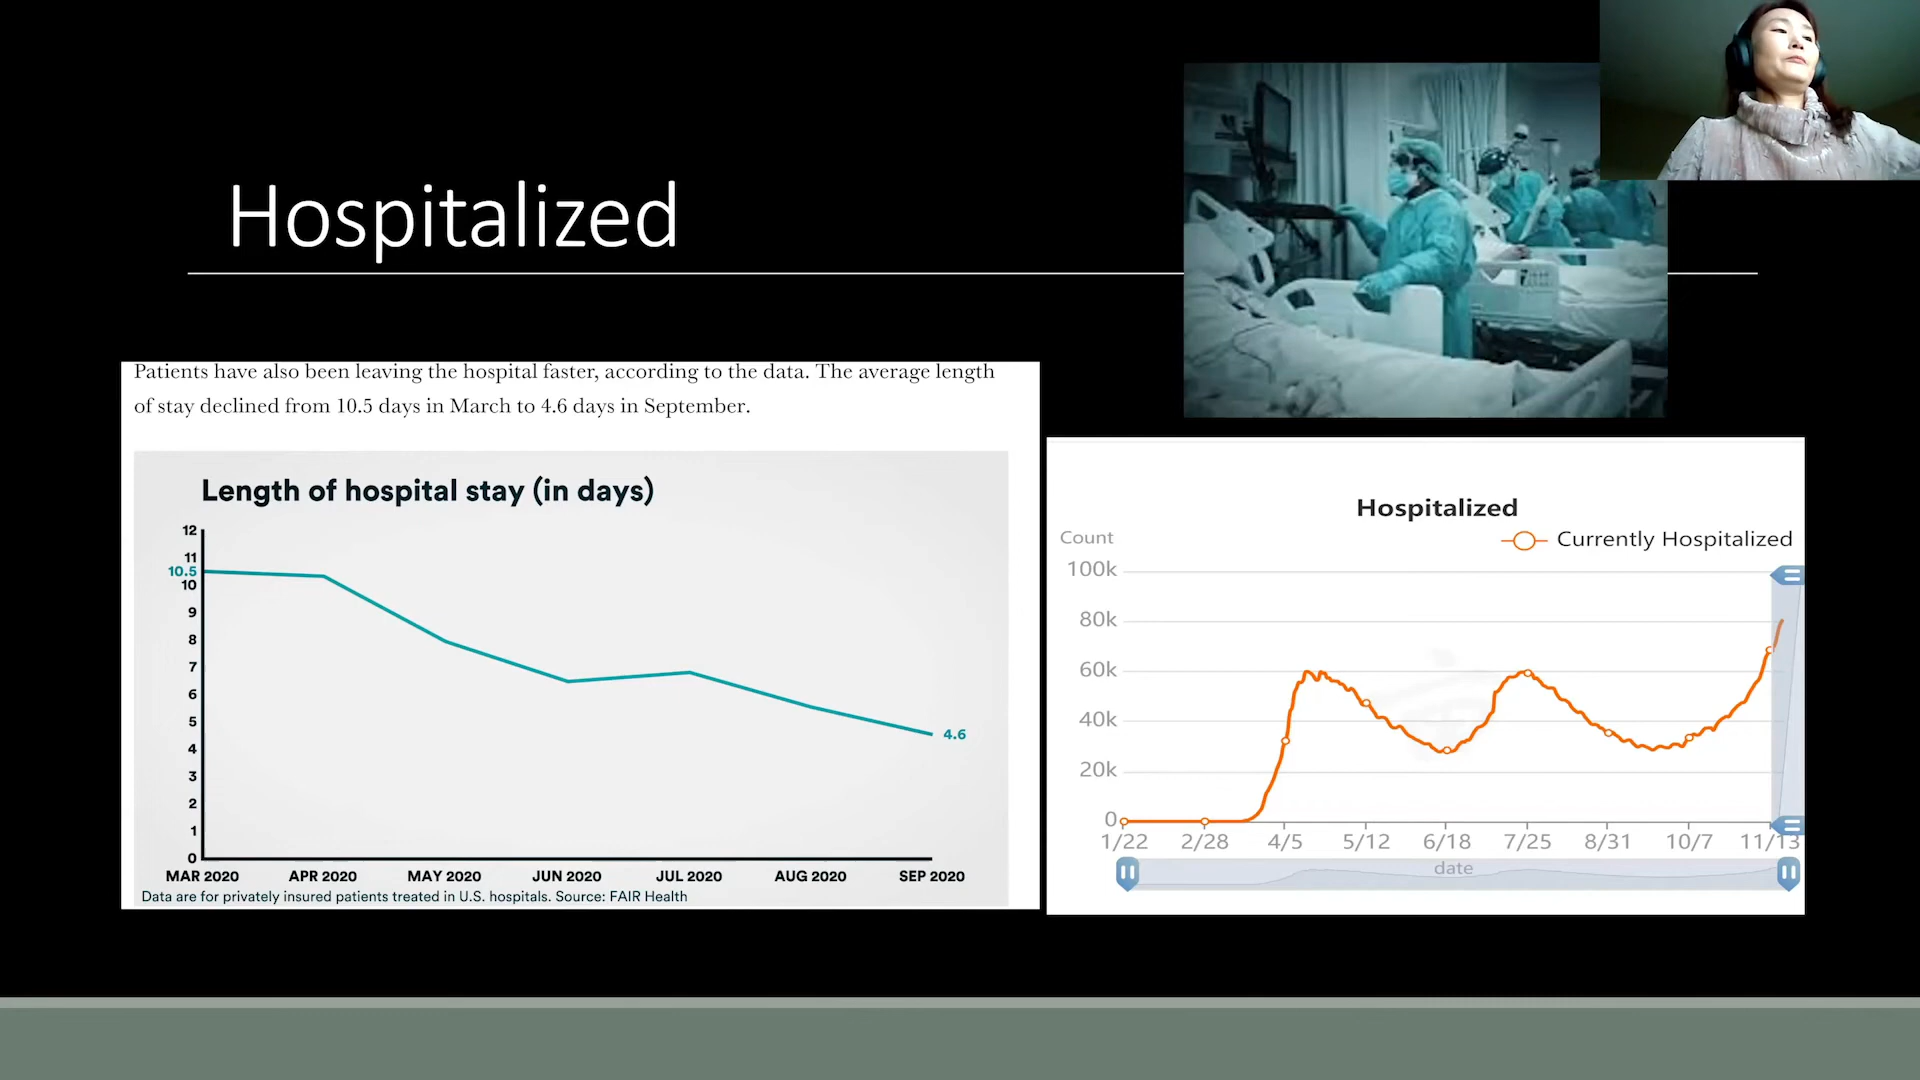 Hospitalized
Patients have also been leaving the hospital faster, according to the data. The average length
of stay declined from 10.5 days in March to 4.6 days in September.
Length of hospital stay (in days)
12
11
10.5
10
9
8
7
6
5
4
3
2
1
0
4.6
MAR 2020 APR 2020 MAY 2020 JUN 2020 JUL 2020 AUG 2020 SEP 2020
Data are for privately insured patients treated in U.S. hospitals. Source: FAIR Health
Hospitalized
Count
Currently Hospitalized
100k
80k
60k
40k
20k
0
1/22 2/28 4/5 5/12 6/18 7/25 8/31 10/7 11/13
date